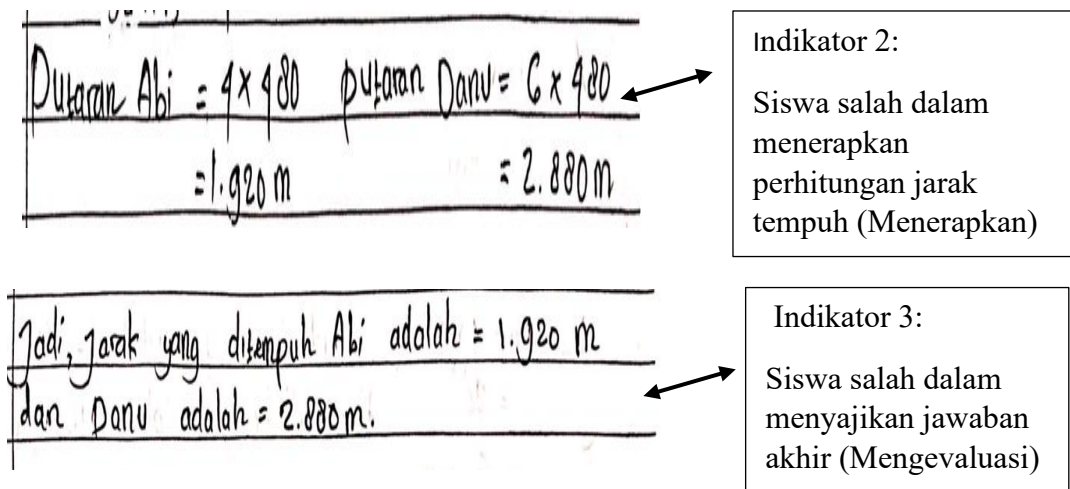 Putaran Abi = 4 x 480 putaran Danu = 6 x 480
= 1.920 m = 2.880 m
Indikator 2:
Siswa salah dalam
menerapkan
perhitungan jarak
tempuh (Menerapkan)
Jadi, Jarak yang ditempuh Abi adalah = 1.920 m
dan Danu adalah = 2.880 m.
Indikator 3:
Siswa salah dalam
menyajikan jawaban
akhir (Mengevaluasi)